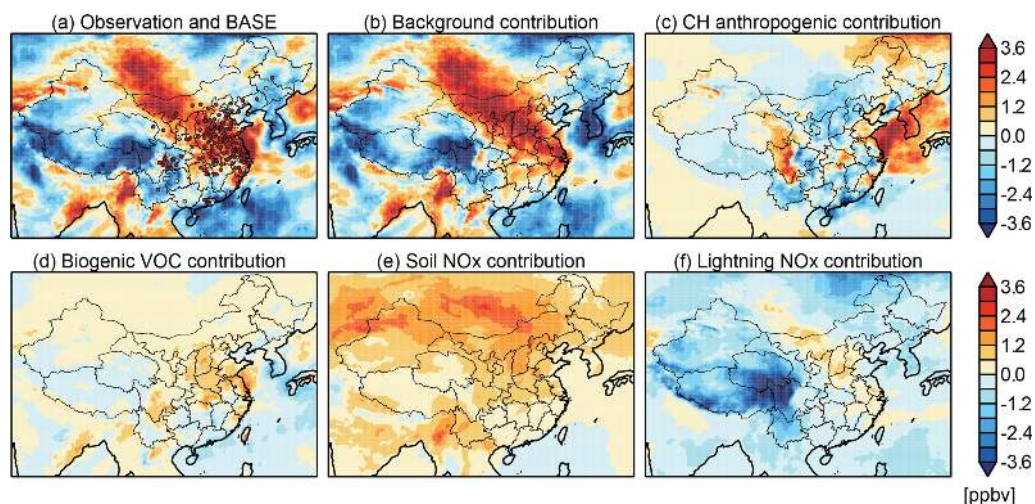 (a) Observation and BASE
(b) Background contribution
(c) CH anthropogenic contribution
3.6
2.4
1.2
0.0
-1.2
-2.4
-3.6
(d) Biogenic VOC contribution
(e) Soil NOx contribution
(f) Lightning NOx contribution
3.6
2.4
1.2
0.0
-1.2
-2.4
-3.6
[ppbv]